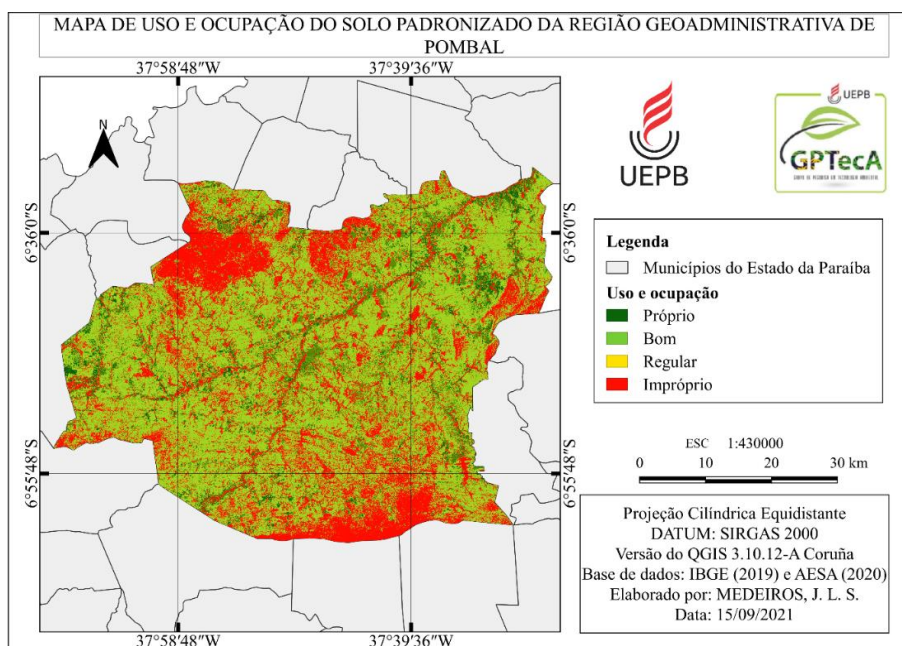 MAPA DE USO E OCUPAÇÃO DO SOLO PADRONIZADO DA REGIÃO GEOADMINISTRATIVA DE
POMBAL
37°58'48"W
37°39'36"W
N
6°36'0"S
6°55'48"S
6°36'0"S
6°55'48"S
37°58'48"W
37°39'36"W
UEPB
UEPB
GPTecA
Legenda
Municípios do Estado da Paraíba
Uso e ocupação
Próprio
Bom
Regular
Impróprio
ESC 1:430000
0 10 20 30 km
Projeção Cilíndrica Equidistante
DATUM: SIRGAS 2000
Versão do QGIS 3.10.12-A Coruña
Base de dados: IBGE (2019) e AESA (2020)
Elaborado por: MEDEIROS, J. L. S.
Data: 15/09/2021